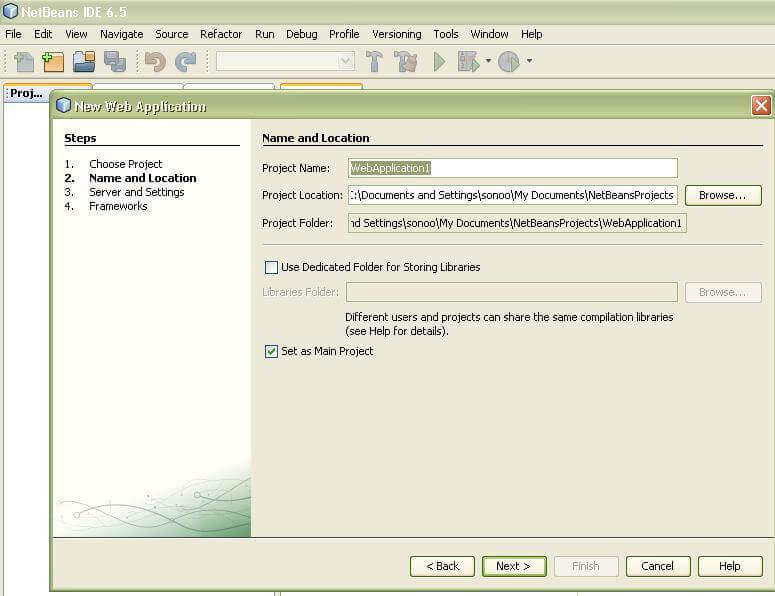 NetBeans IDE 6.5
File Edit View Navigate Source Refactor Run Debug Profile Versioning Tools Window Help
Proj...
New Web Application
Steps
1. Choose Project
2. Name and Location
3. Server and Settings
4. Frameworks
Name and Location
Project Name: WebApplication1
Project Location: :\Documents and Settings\sonoo\My Documents\NetBeansProjects Browse...
Project Folder: nd Settings\sonoo\My Documents\NetBeansProjects\WebApplication1
Use Dedicated Folder for Storing Libraries
Libraries Folder: Browse...
Different users and projects can share the same compilation libraries
(see Help for details).
Set as Main Project
< Back Next > Finish Cancel Help